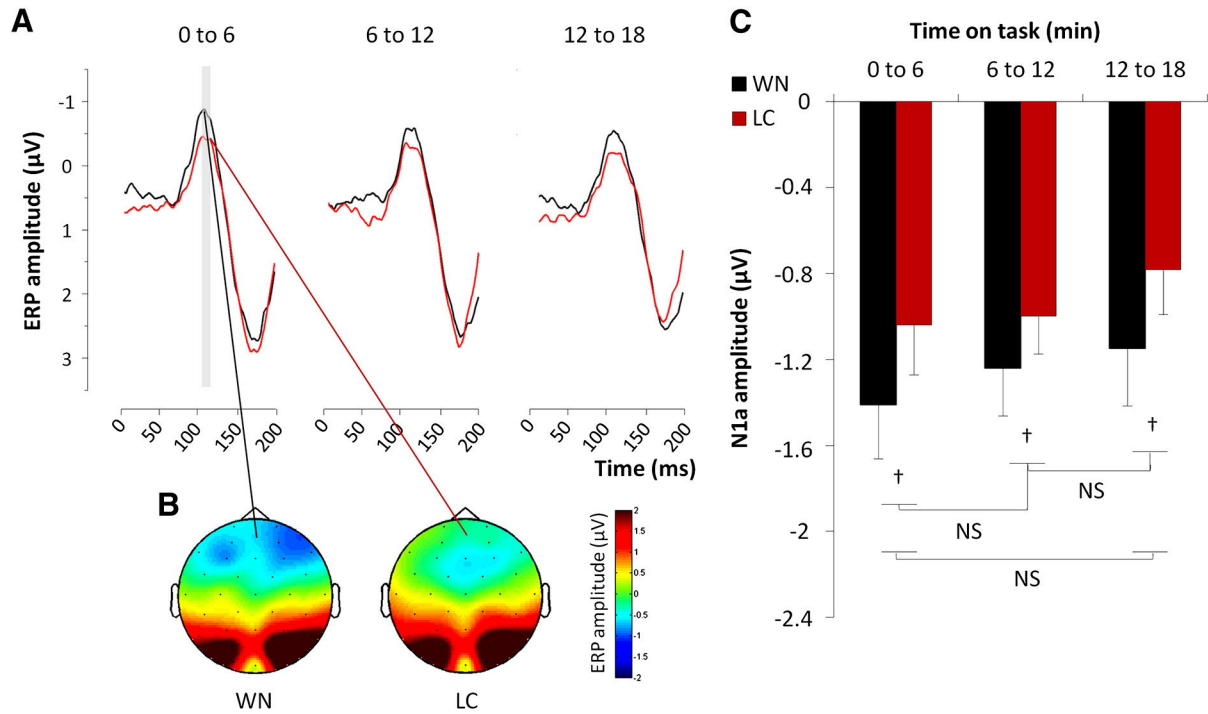 A
0 to 6
6 to 12
12 to 18
ERP amplitude (µV)
-1
0
1
2
3
0
50
100
150
200
0
50
100
150
200
0
50
100
150
200
Time (ms)
B
WN
LC
ERP amplitude (µV)
2
1.5
1
0.5
0
-0.5
-1
-1.5
-2
C
Time on task (min)
0 to 6
6 to 12
12 to 18
WN
LC
N1a amplitude (µV)
0
-0.4
-0.8
-1.2
-1.6
-2
-2.4
†
†
†
NS
NS
NS